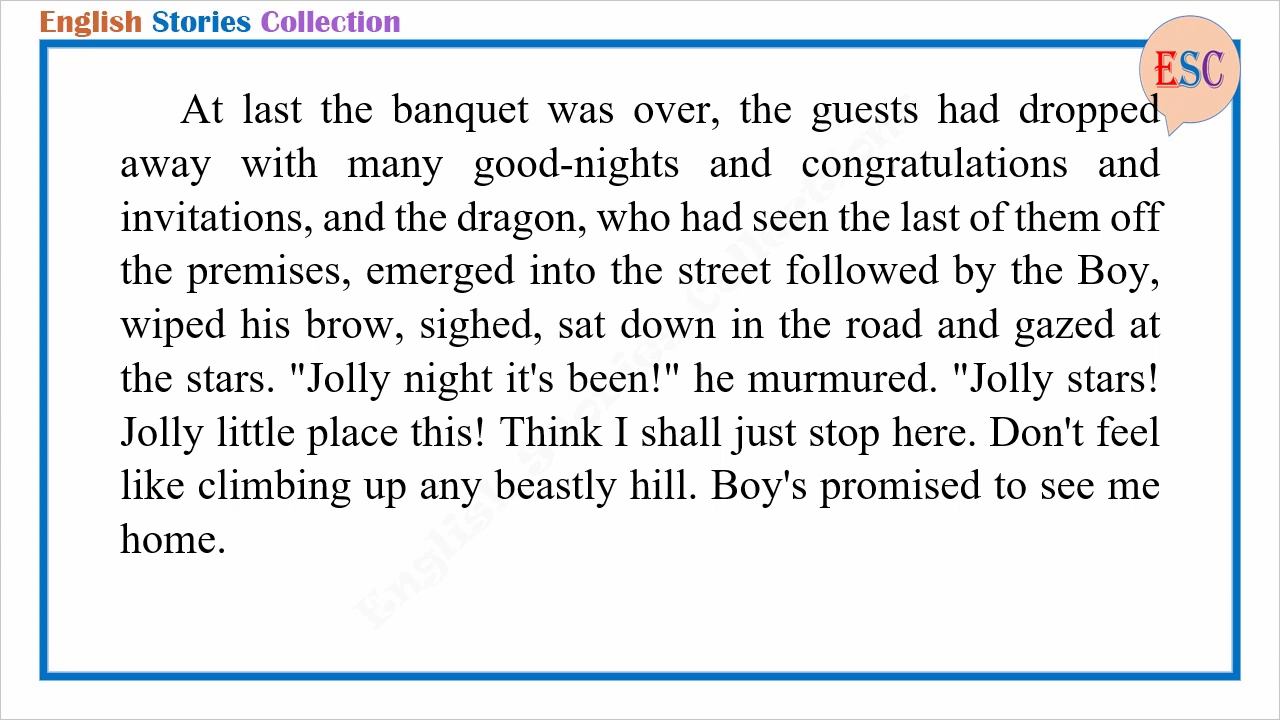 English Stories Collection
ESC
At last the banquet was over, the guests had dropped
away with many good-nights and congratulations and
invitations, and the dragon, who had seen the last of them off
the premises, emerged into the street followed by the Boy,
wiped his brow, sighed, sat down in the road and gazed at
the stars. "Jolly night it's been!" he murmured. "Jolly stars!
Jolly little place this! Think I shall just stop here. Don't feel
like climbing up any beastly hill. Boy's promised to see me
home.
English Stories Collection